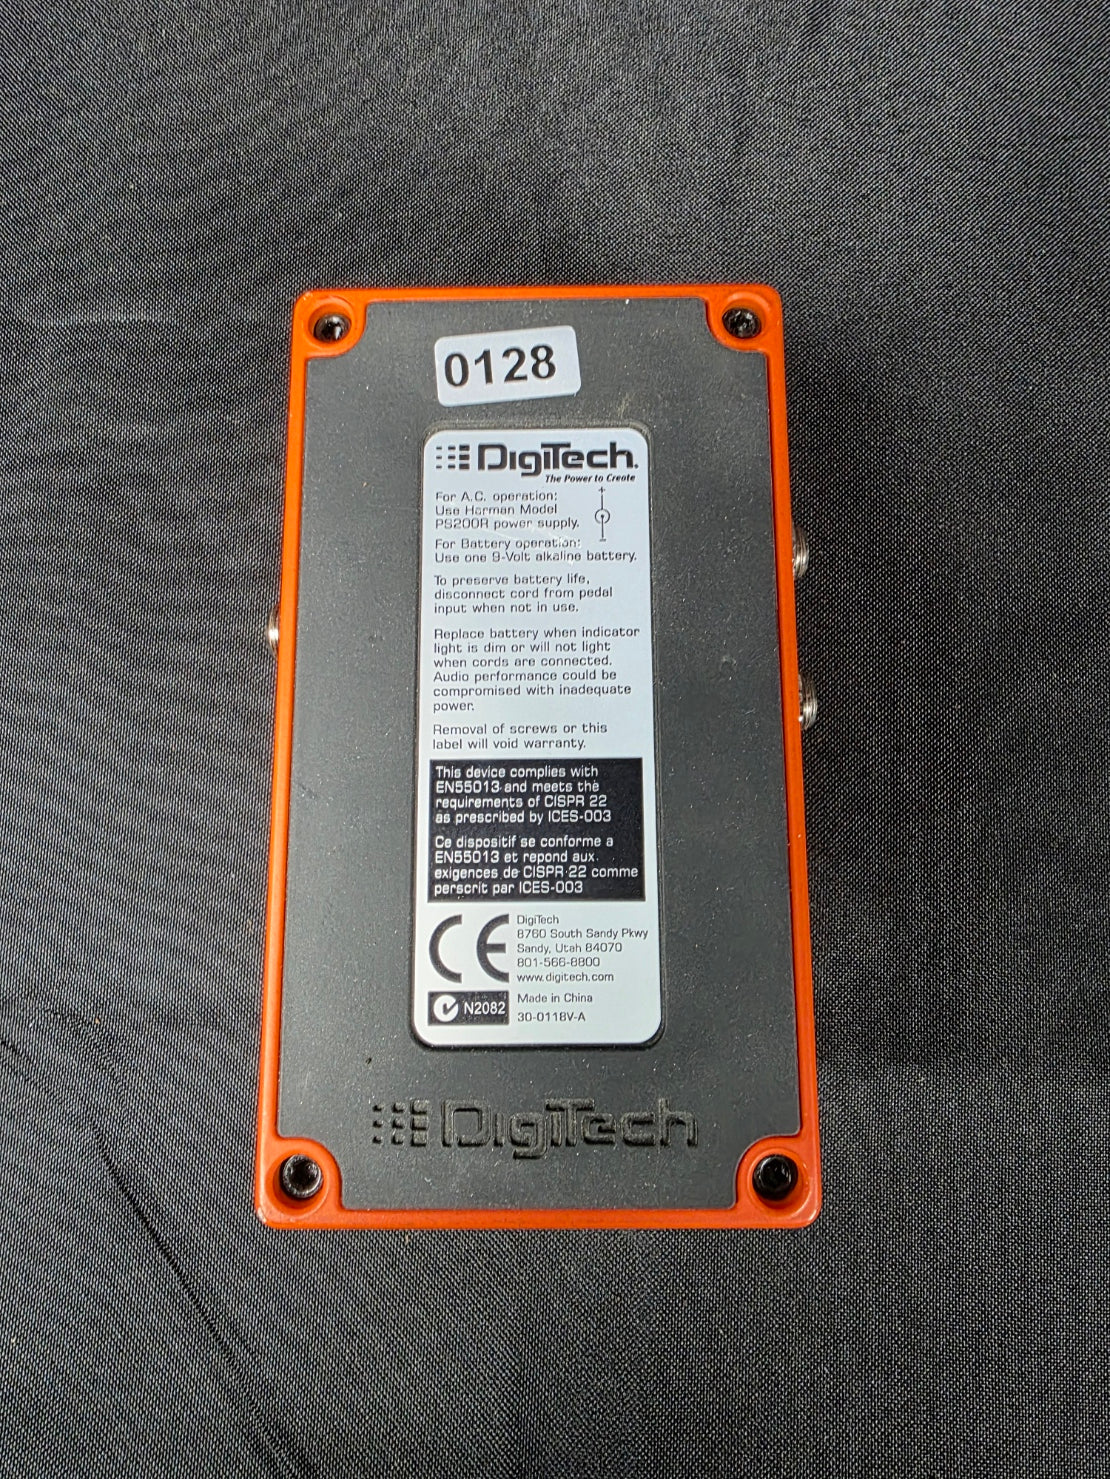 0128
DigiTech.
The Power to Create
For A.C. operation:
Use Harman Model
PS200R power supply.
+
-
For Battery operation:
Use one 9-Volt alkaline battery.
To preserve battery life,
disconnect cord from pedal
input when not in use.
Replace battery when indicator
light is dim or will not light
when cords are connected.
Audio performance could be
compromised with inadequate
power.
Removal of screws or this
label will void warranty.
This device complies with
EN55013 and meets the
requirements of CISPR 22
as prescribed by ICES-003
Ce dispositif se conforme a
EN55013 et repond aux
exigences de CISPR 22 comme
perscrit par ICES-003
CE
DigiTech
8760 South Sandy Pkwy
Sandy, Utah 84070
801-566-8800
www.digitech.com
N2082
Made in China
30-0118V-A
DigiTech